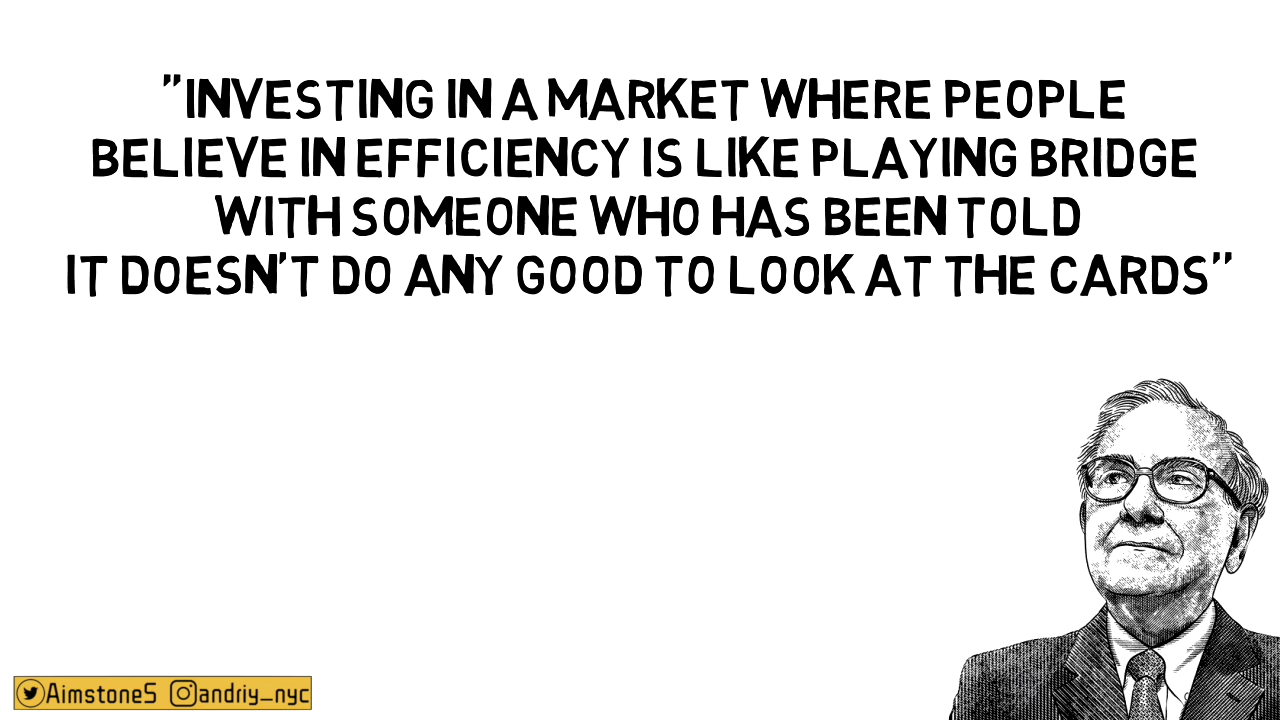 "INVESTING IN A MARKET WHERE PEOPLE
BELIEVE IN EFFICIENCY IS LIKE PLAYING BRIDGE
WITH SOMEONE WHO HAS BEEN TOLD
IT DOESN'T DO ANY GOOD TO LOOK AT THE CARDS"
AimstoneS andriy_nyc